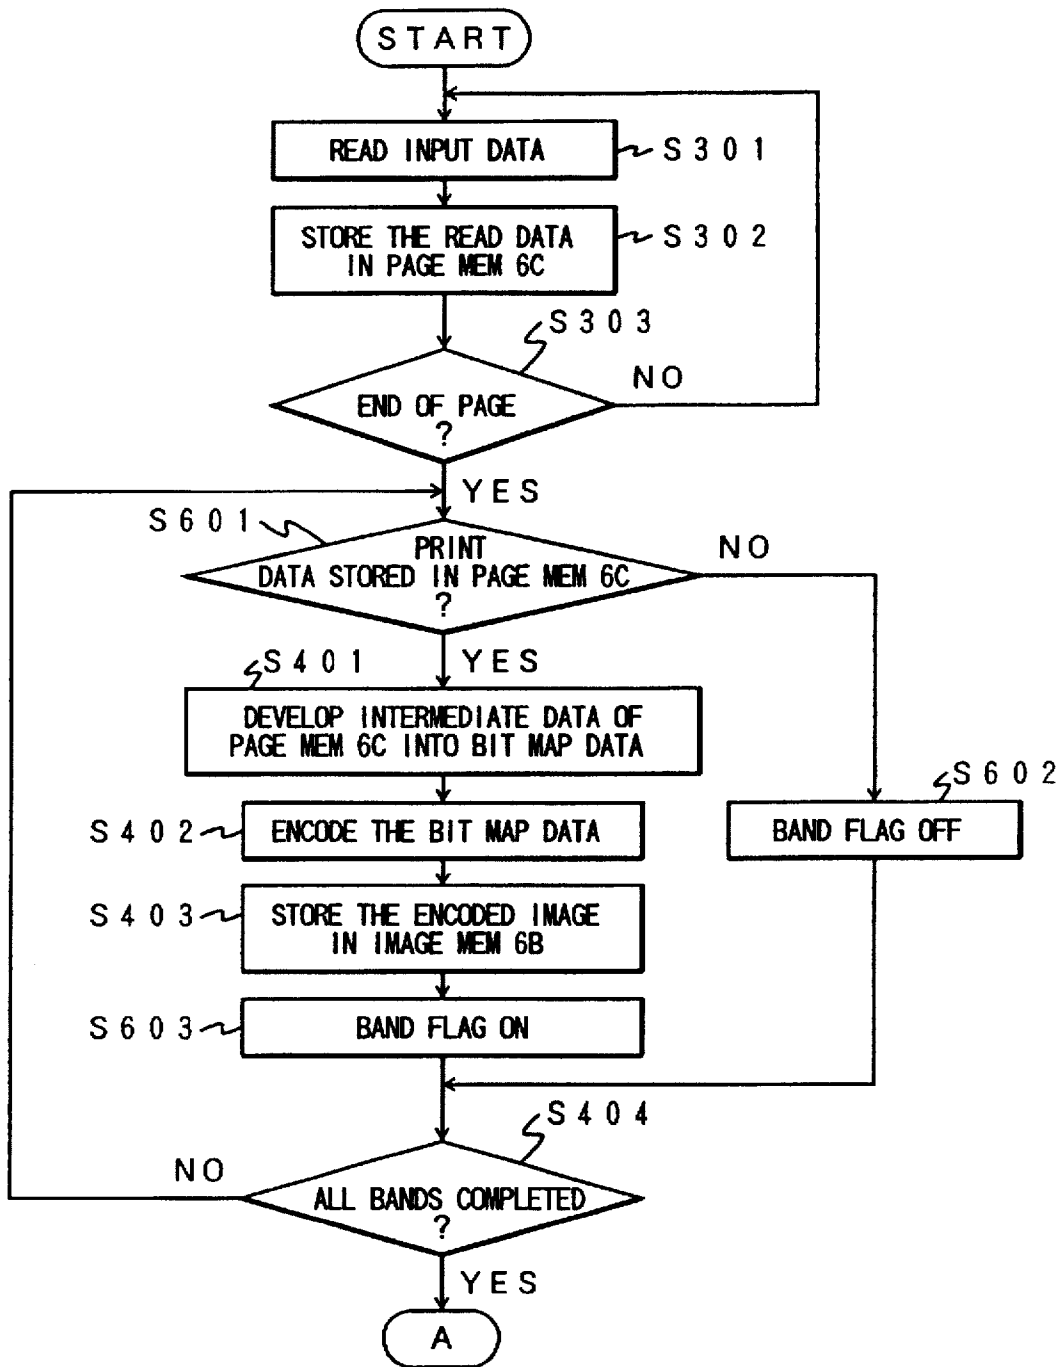 START
READ INPUT DATA
S301
STORE THE READ DATA
IN PAGE MEM 6C
S302
S303
END OF PAGE
?
NO
YES
S601
PRINT
DATA STORED IN PAGE MEM 6C
?
NO
YES
S401
DEVELOP INTERMEDIATE DATA OF
PAGE MEM 6C INTO BIT MAP DATA
S602
BAND FLAG OFF
S402
ENCODE THE BIT MAP DATA
S403
STORE THE ENCODED IMAGE
IN IMAGE MEM 6B
S603
BAND FLAG ON
S404
NO
ALL BANDS COMPLETED
?
YES
A